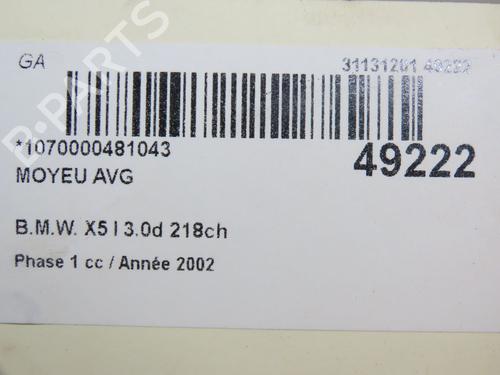 GA
31131201 49222
*1070000481043
49222
MOYEU AVG
B.M.W. X5 I 3.0d 218ch
Phase 1 cc / Année 2002
B-PARTS